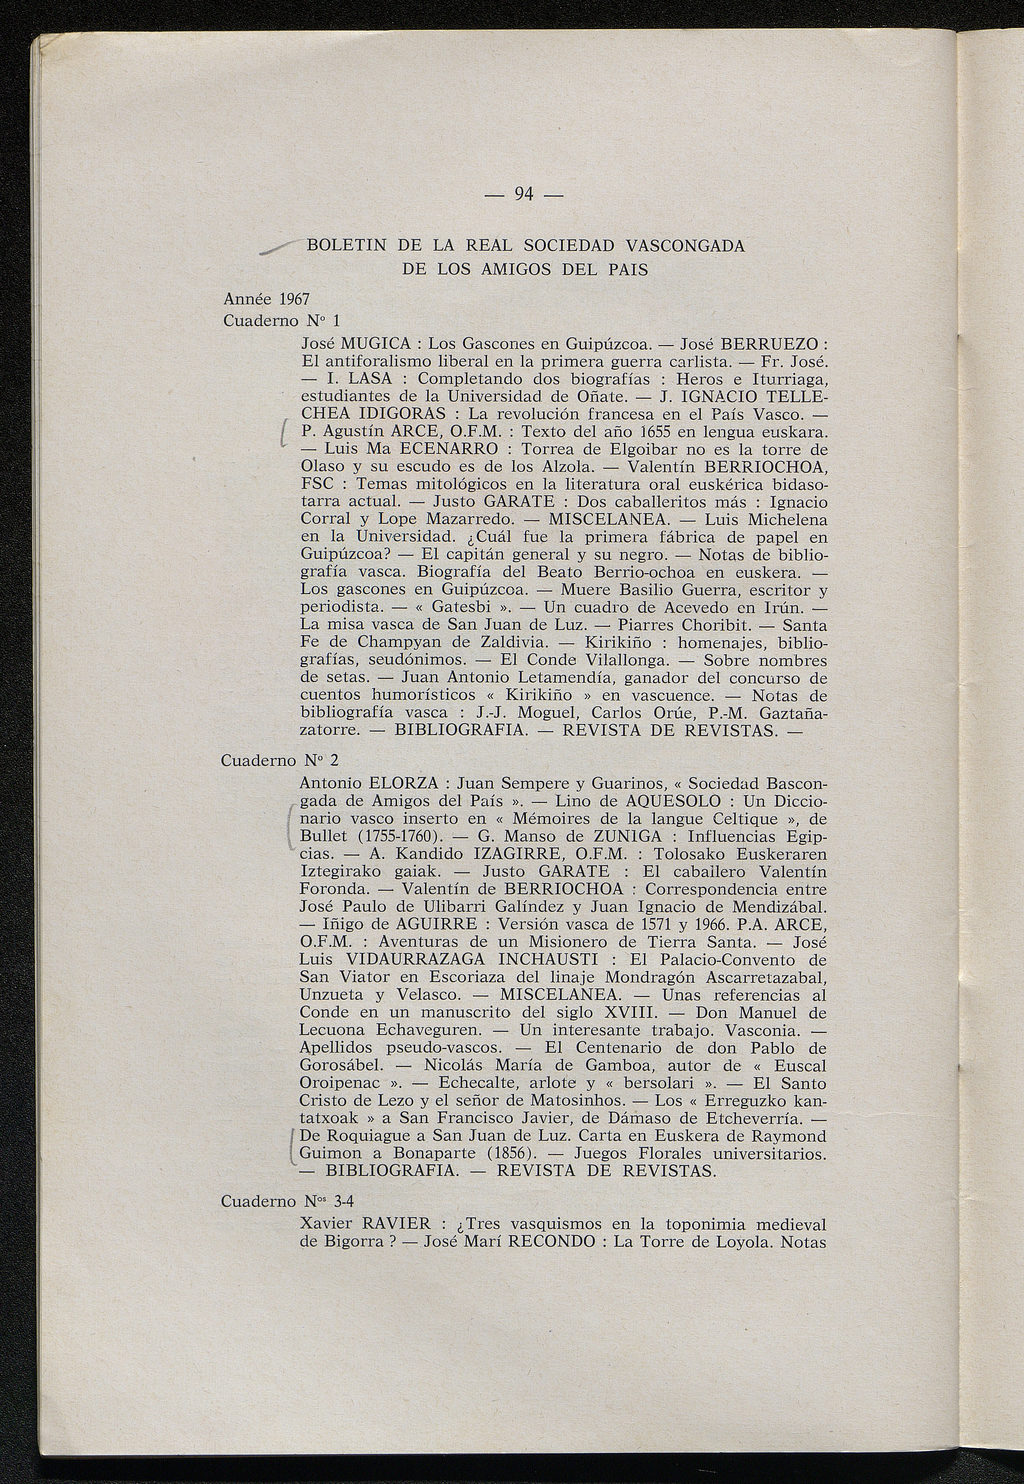 — 94 —
BOLETIN DE LA REAL SOCIEDAD VASCONGADA
DE LOS AMIGOS DEL PAIS
Année 1967
Cuaderno N° 1
José MUGICA : Los Gascones en Guipúzcoa. — José BERRUEZO :
El antiforalismo liberal en la primera guerra carlista. — Fr. José.
— I. LASA : Completando dos biografías : Heros e Iturriaga,
estudiantes de la Universidad de Oñate. — J. IGNACIO TELLE-
CHEA IDIGORAS : La revolución francesa en el País Vasco. —
P. Agustín ARCE, O.F.M. : Texto del año 1655 en lengua euskara.
— Luis Ma ECENARRO : Torrea de Elgoibar no es la torre de
Olaso y su escudo es de los Alzola. — Valentín BERRIOCHOA,
FSC : Temas mitológicos en la literatura oral euskérica bidaso-
tarra actual. — Justo GARATE : Dos caballeritos más : Ignacio
Corral y Lope Mazarredo. — MISCELANEA. — Luis Michelena
en la Universidad. ¿Cuál fue la primera fábrica de papel en
Guipúzcoa? — El capitán general y su negro. — Notas de biblio-
grafía vasca. Biografía del Beato Berrio-ochoa en euskera. —
Los gascones en Guipúzcoa. — Muere Basilio Guerra, escritor y
periodista. — « Gatesbi ». — Un cuadro de Acevedo en Irún. —
La misa vasca de San Juan de Luz. — Piarres Choribit. — Santa
Fe de Champyan de Zaldivia. — Kirikiño : homenajes, biblio-
grafías, seudónimos. — El Conde Vilallonga. — Sobre nombres
de setas. — Juan Antonio Letamendía, ganador del concurso de
cuentos humorísticos « Kirikiño » en vascuence. — Notas de
bibliografía vasca : J.-J. Moguel, Carlos Orúe, P.-M. Gaztaña-
zatorre. — BIBLIOGRAFIA. — REVISTA DE REVISTAS. —
Cuaderno N° 2
Antonio ELORZA : Juan Sempere y Guarinos, « Sociedad Bascon-
gada de Amigos del País ». — Lino de AQUESOLO : Un Diccio-
nario vasco inserto en « Mémoires de la langue Celtique », de
Bullet (1755-1760). — G. Manso de ZUNIGA : Influencias Egip-
cias. — A. Kandido IZAGIRRE, O.F.M. : Tolosako Euskeraren
Iztegirako gaiak. — Justo GARATE : El caballero Valentín
Foronda. — Valentín de BERRIOCHOA : Correspondencia entre
José Paulo de Ulibarri Galíndez y Juan Ignacio de Mendizábal.
— Iñigo de AGUIRRE : Versión vasca de 1571 y 1966. P.A. ARCE,
O.F.M. : Aventuras de un Misionero de Tierra Santa. — José
Luis VIDAURRAZAGA INCHAUSTI : El Palacio-Convento de
San Viator en Escoriaza del linaje Mondragón Ascarretazabal,
Unzueta y Velasco. — MISCELANEA. — Unas referencias al
Conde en un manuscrito del siglo XVIII. — Don Manuel de
Lecuona Echaveguren. — Un interesante trabajo. Vasconia. —
Apellidos pseudo-vascos. — El Centenario de don Pablo de
Gorosábel. — Nicolás María de Gamboa, autor de « Euscal
Oroipenac ». — Echecalte, arlote y « bersolari ». — El Santo
Cristo de Lezo y el señor de Matosinhos. — Los « Erreguzko kan-
tatxoak » a San Francisco Javier, de Dámaso de Etcheverría. —
De Roquiague a San Juan de Luz. Carta en Euskera de Raymond
Guimon a Bonaparte (1856). — Juegos Florales universitarios.
— BIBLIOGRAFIA. — REVISTA DE REVISTAS.
Cuaderno Nos 3-4
Xavier RAVIER : ¿Tres vasquismos en la toponimia medieval
de Bigorra ? — José Marí RECONDO : La Torre de Loyola. Notas